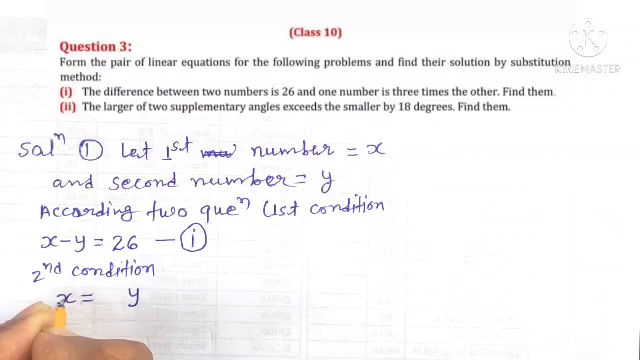 (Class 10)
Question 3:
Form the pair of linear equations for the following problems and find their solution by substitution
method:
(i) The difference between two numbers is 26 and one number is three times the other. Find them.
(ii) The larger of two supplementary angles exceeds the smaller by 18 degrees. Find them.
KINEMASTER
Solⁿ ① Let 1st number = x
and second number = y
According two queⁿ (1st condition
x - y = 26 — ⓘ
2nd condition
x = y